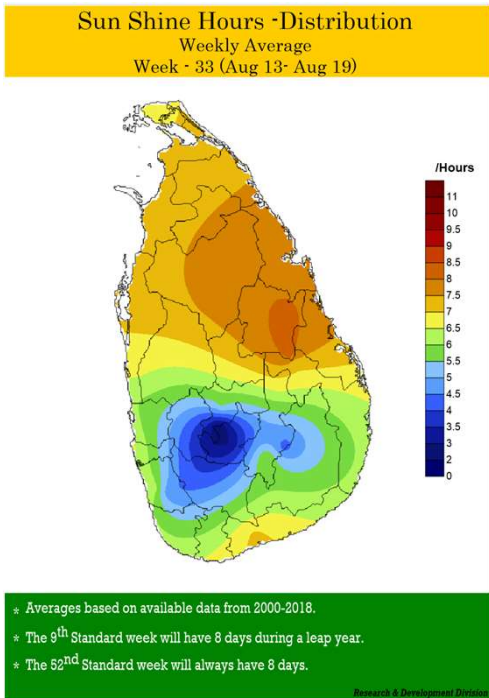 Sun Shine Hours -Distribution
Weekly Average
Week - 33 (Aug 13- Aug 19)
/Hours
11
10
9.5
9
8.5
8
7.5
7
6.5
6
5.5
5
4.5
4
3.5
3
2
0
* Averages based on available data from 2000-2018.
* The 9th Standard week will have 8 days during a leap year.
* The 52nd Standard week will always have 8 days.
Research & Development Division